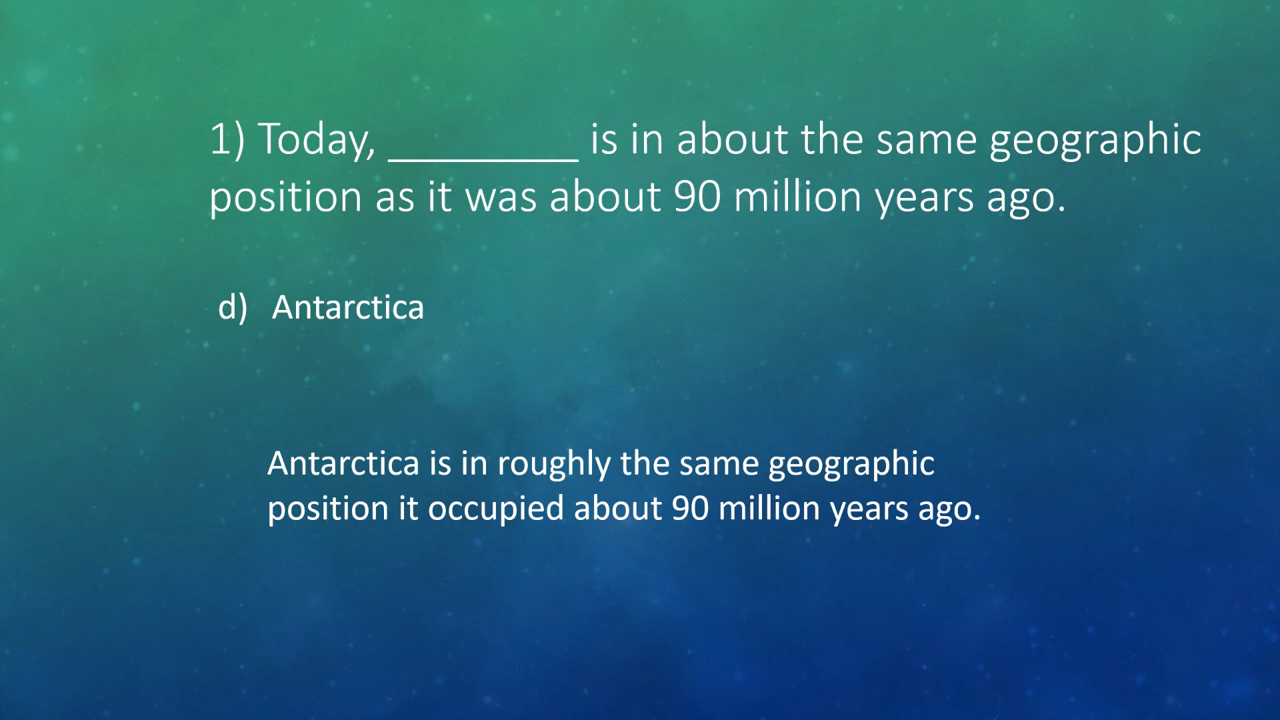 1) Today, _________ is in about the same geographic
position as it was about 90 million years ago.
d) Antarctica
Antarctica is in roughly the same geographic
position it occupied about 90 million years ago.